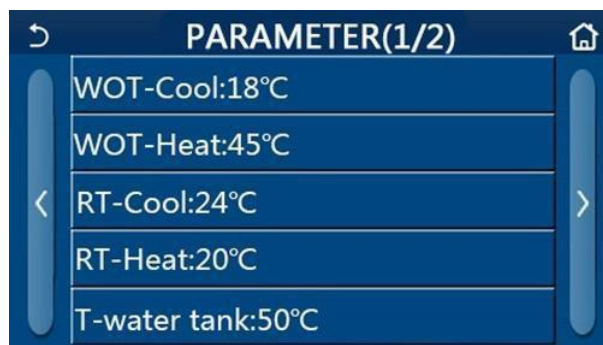 PARAMETER(1/2)
WOT-Cool:18℃
WOT-Heat:45℃
RT-Cool:24℃
RT-Heat:20℃
T-water tank:50℃